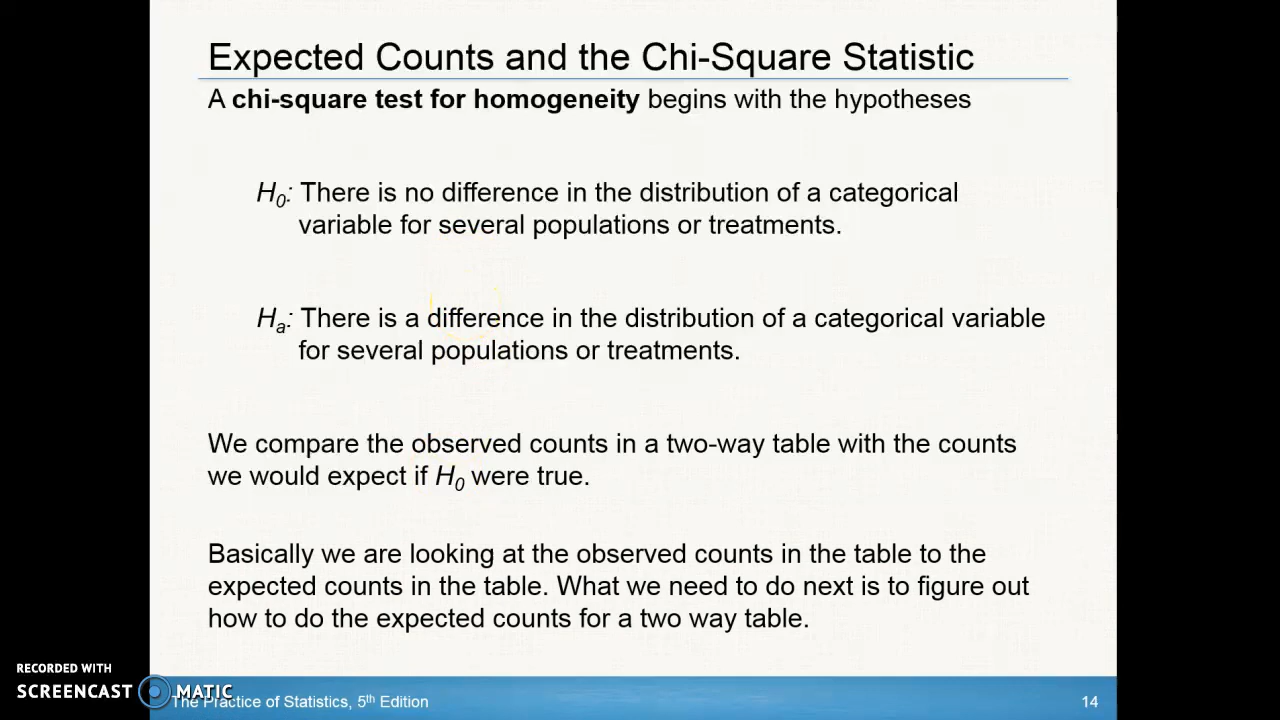 Expected Counts and the Chi-Square Statistic
A chi-square test for homogeneity begins with the hypotheses
H0: There is no difference in the distribution of a categorical
variable for several populations or treatments.
Ha: There is a difference in the distribution of a categorical variable
for several populations or treatments.
We compare the observed counts in a two-way table with the counts
we would expect if H0 were true.
Basically we are looking at the observed counts in the table to the
expected counts in the table. What we need to do next is to figure out
how to do the expected counts for a two way table.
RECORDED WITH
SCREENCAST MATIC
The Practice of Statistics, 5th Edition
14